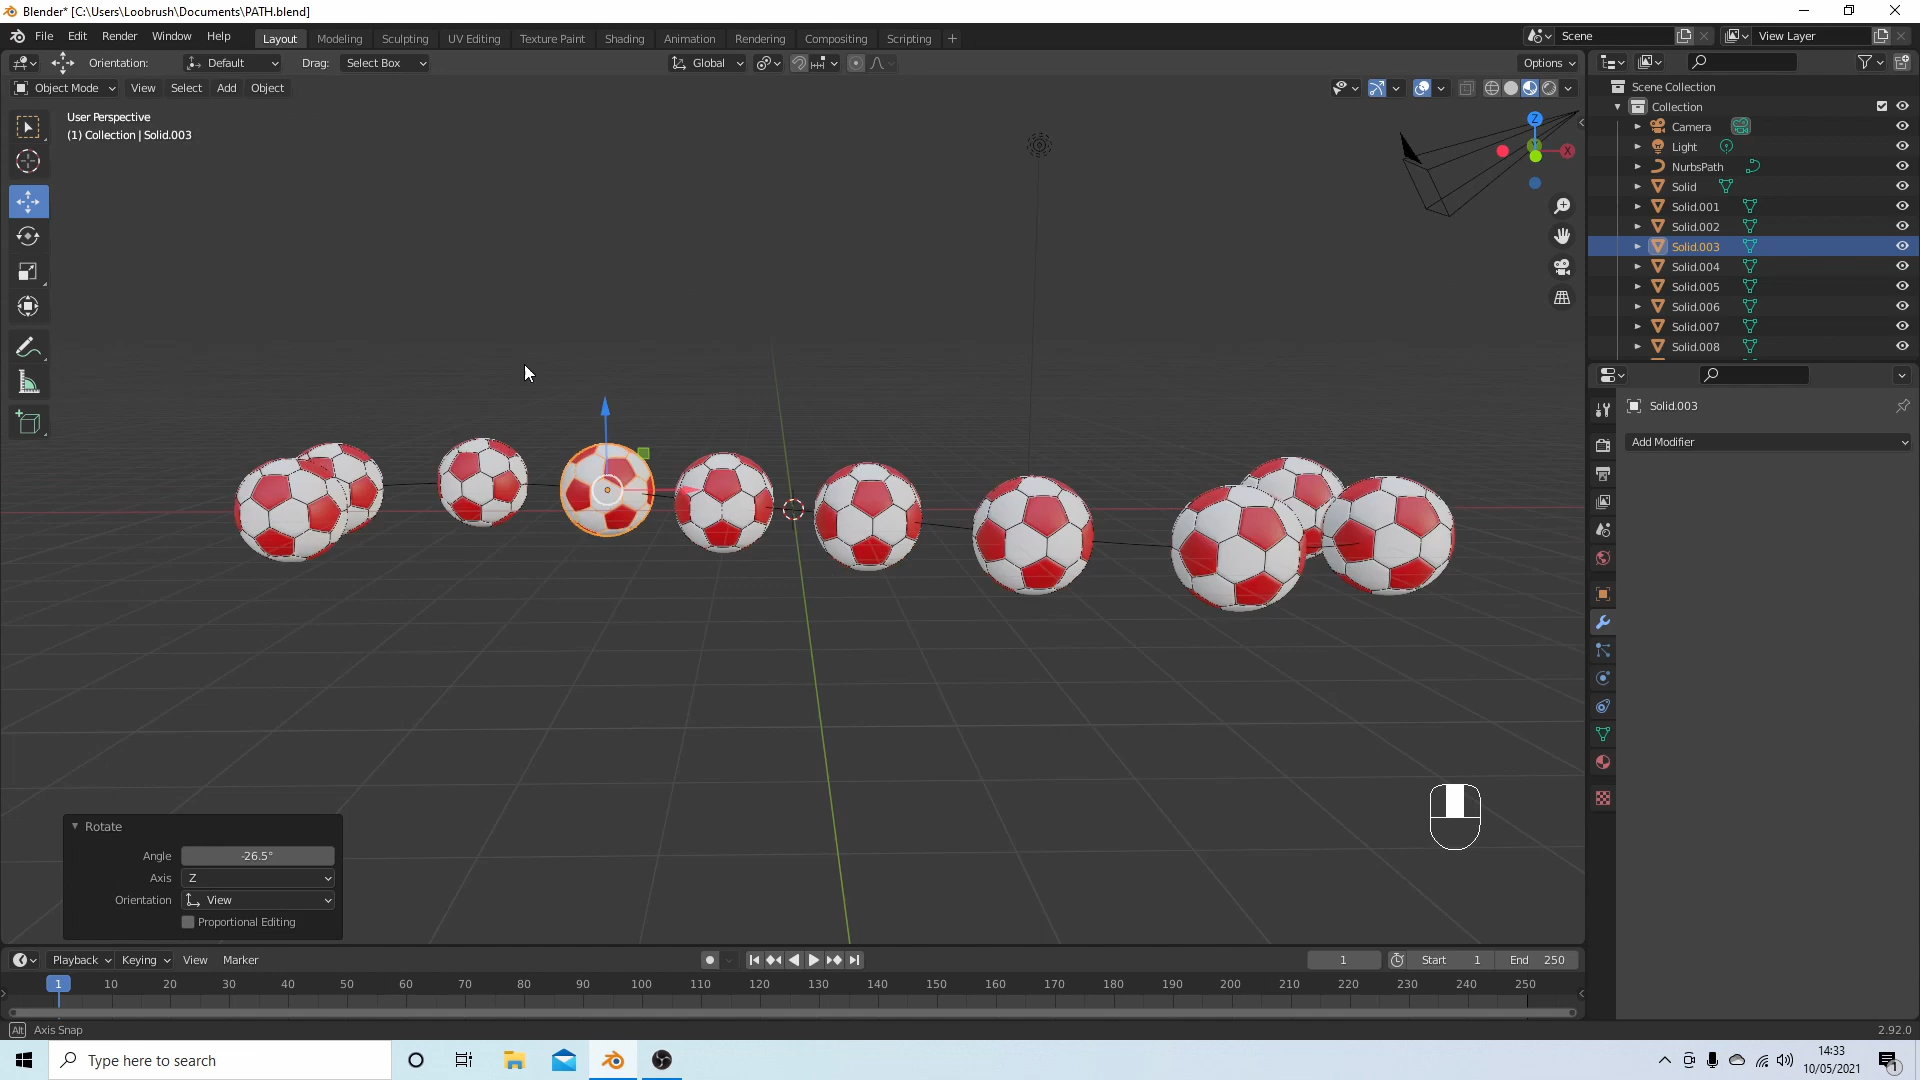 Blender* [C:\Users\Loobrush\Documents\PATH.blend]
File Edit Render Window Help
Layout Modeling Sculpting UV Editing Texture Paint Shading Animation Rendering Compositing Scripting +
Scene
View Layer
Orientation: Default Drag: Select Box
Global
Options
Object Mode View Select Add Object
User Perspective
(1) Collection | Solid.003
Z
X
Scene Collection
Collection
Camera
Light
NurbsPath
Solid
Solid.001
Solid.002
Solid.003
Solid.004
Solid.005
Solid.006
Solid.007
Solid.008
Solid.003
Add Modifier
Rotate
Angle -26.5°
Axis Z
Orientation View
Proportional Editing
Playback Keying View Marker
1
Start 1
End 250
1 10 20 30 40 50 60 70 80 90 100 110 120 130 140 150 160 170 180 190 200 210 220 230 240 250
Alt Axis Snap
2.92.0
Type here to search
14:33
10/05/2021
1